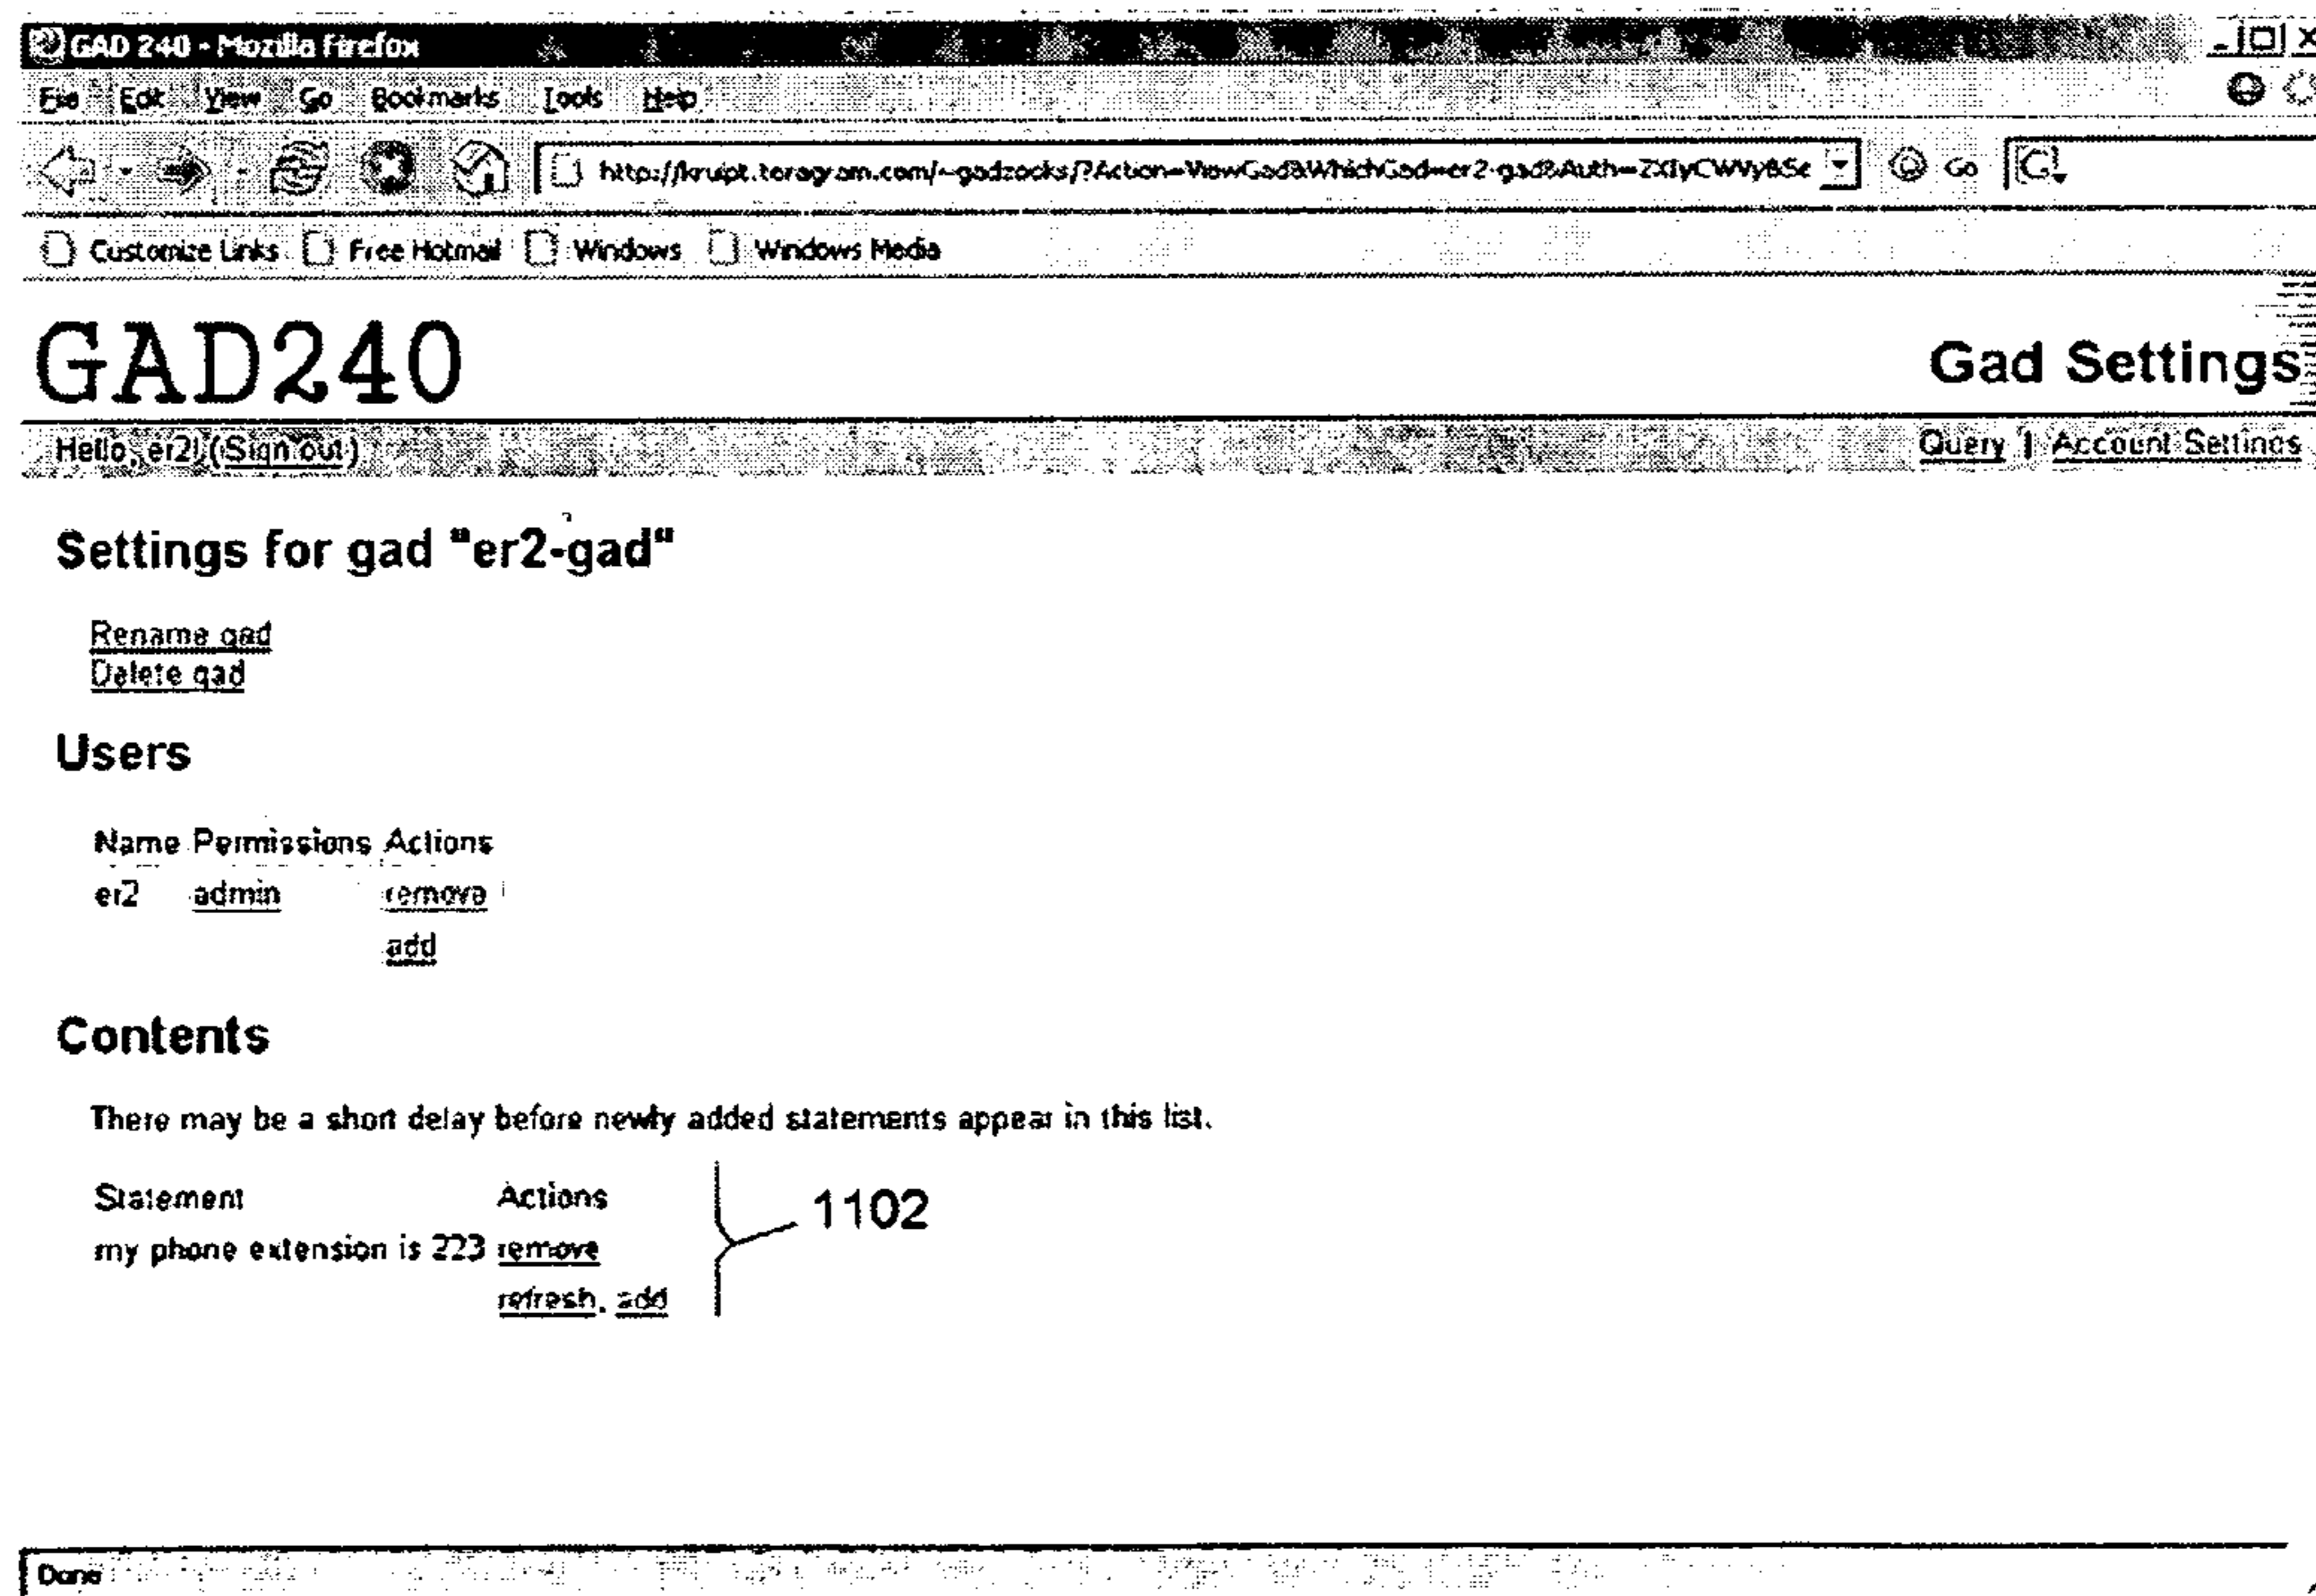 GAD 240 - Mozilla Firefox
File Edit View Go Bookmarks Tools Help
Go
Customize Links Free Hotmail Windows Windows Media
GAD240
Gad Settings
Hello, er2! (Sign out)
Query | Account Settings
Settings for gad "er2-gad"
Rename gad
Delete gad
Users
Name Permissions Actions
er2 admin remove
add
Contents
There may be a short delay before newly added statements appear in this list.
Statement Actions
my phone extension is 223 remove
refresh, add
1102
Done